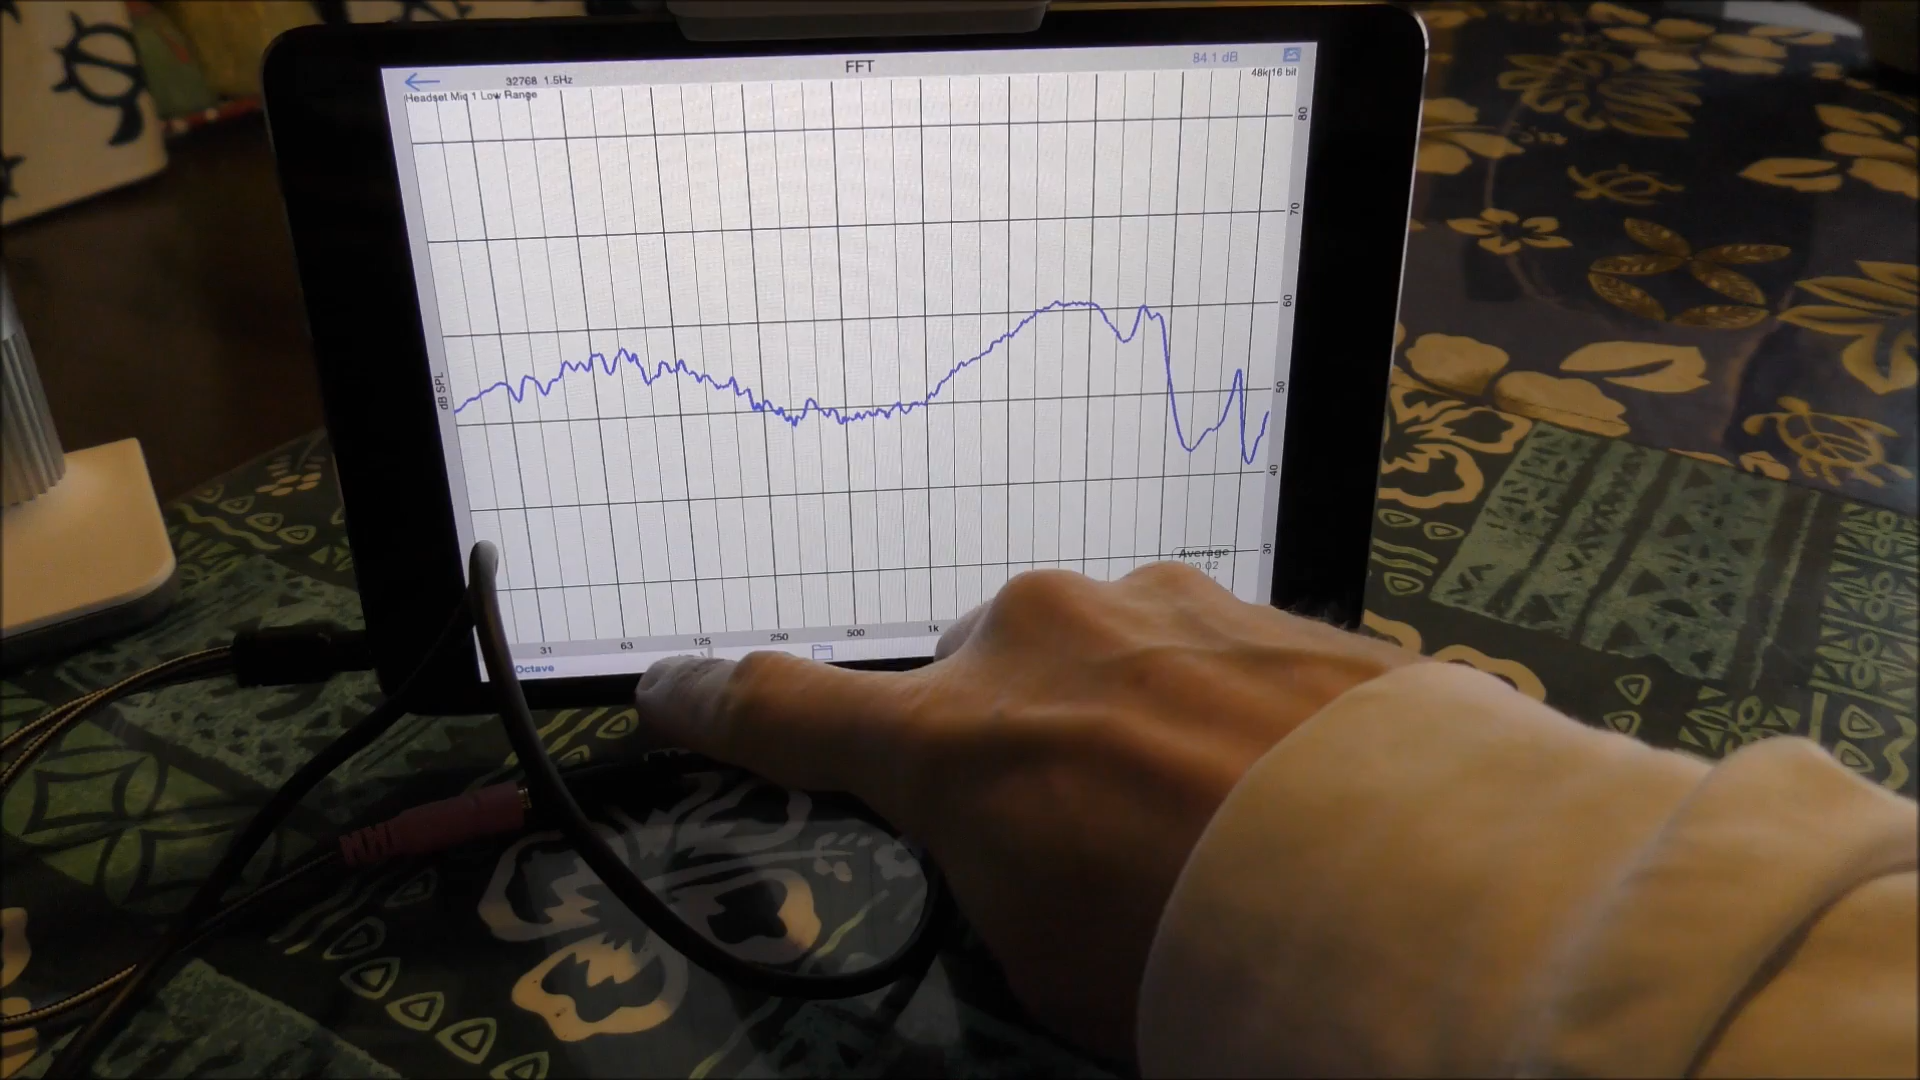 FFT
84.1 dB
32768 1.5Hz
48k|16 bit
Headset Mic 1 Low Range
80
70
60
50
40
30
dB SPL
Average
31 63 125 250 500 1k
Octave